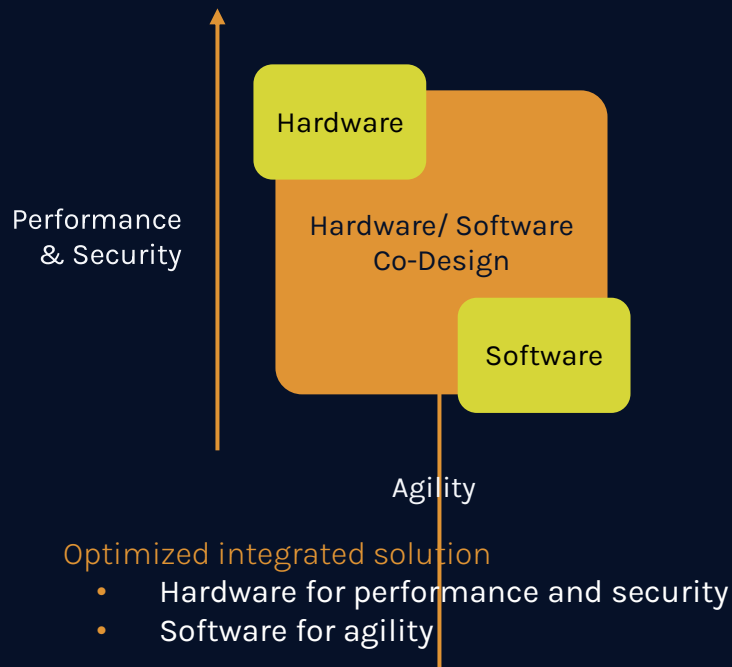 Hardware
Performance
& Security
Hardware/ Software
Co-Design
Software
Agility
Optimized integrated solution
• Hardware for performance and security
• Software for agility